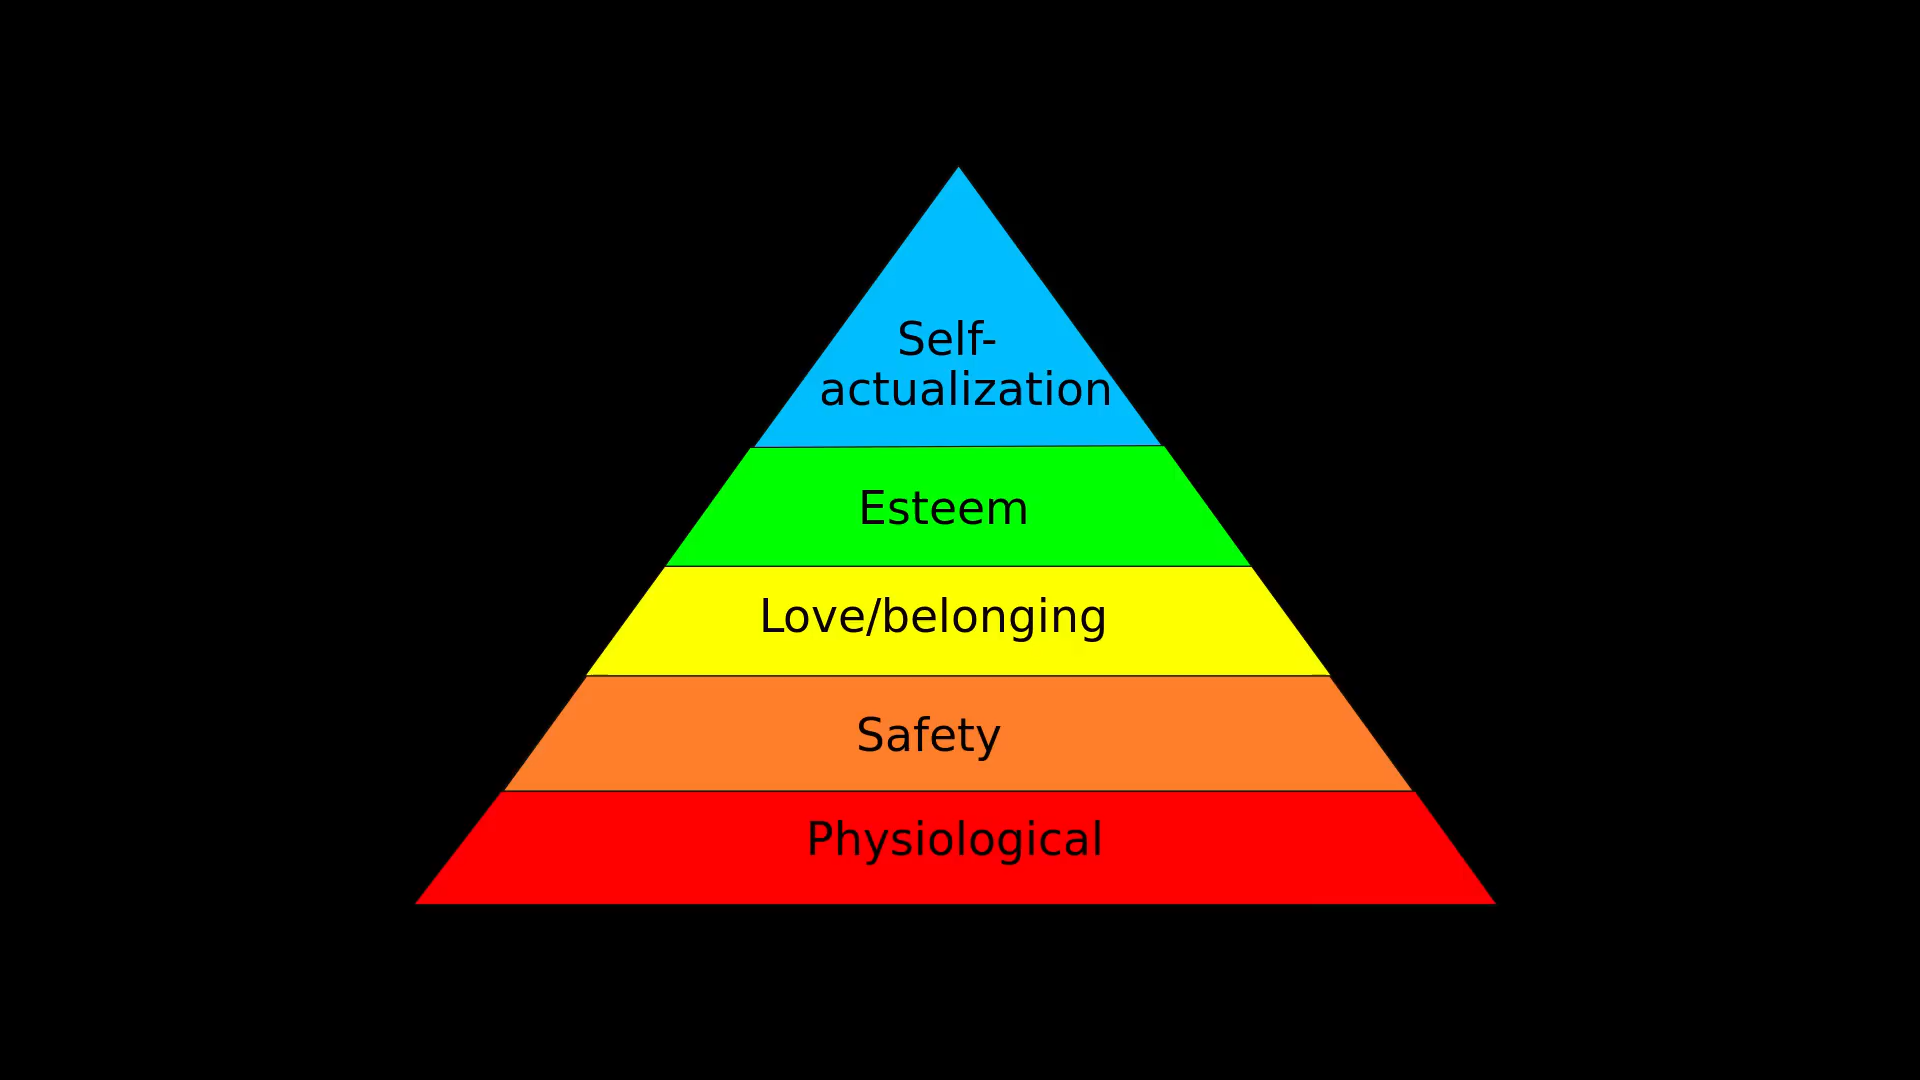 Self-
actualization
Esteem
Love/belonging
Safety
Physiological